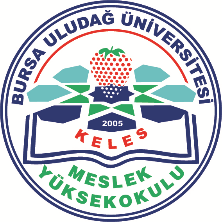 BURSA ULUDAĞ ÜNİVERSİTESİ
2005
KELES
MESLEK
YÜKSEKOKULU